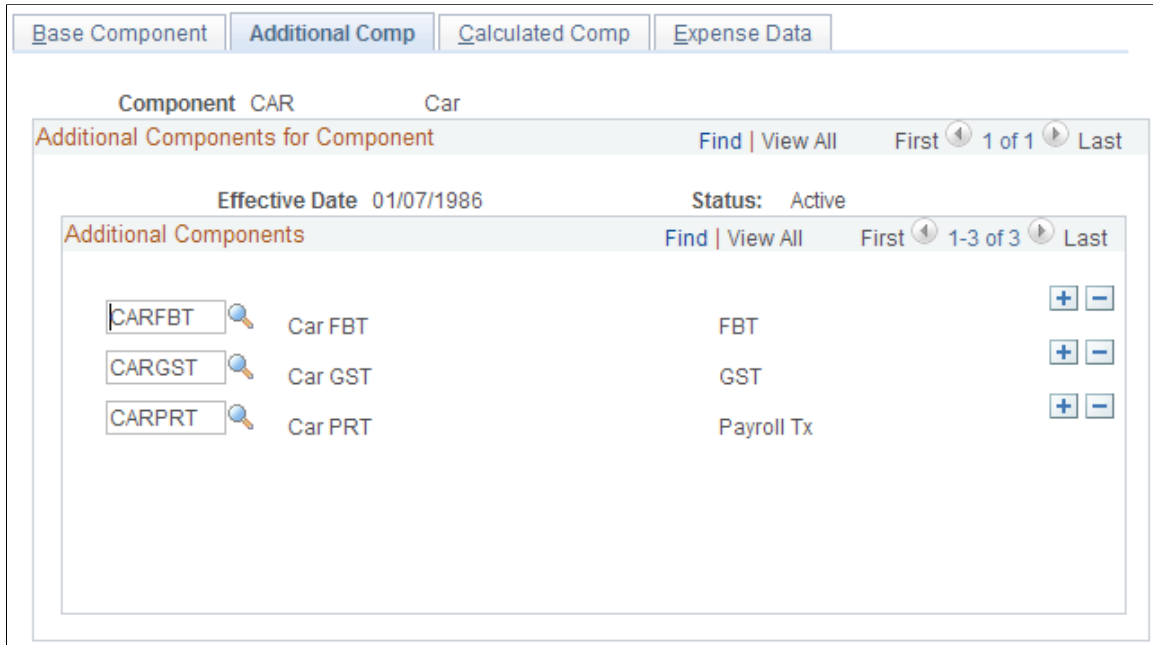 Base Component Additional Comp Calculated Comp Expense Data
Component CAR Car
Additional Components for Component Find | View All First 1 of 1 Last
Effective Date 01/07/1986 Status: Active
Additional Components Find | View All First 1-3 of 3 Last
CARFBT Car FBT FBT
CARGST Car GST GST
CARPRT Car PRT Payroll Tx